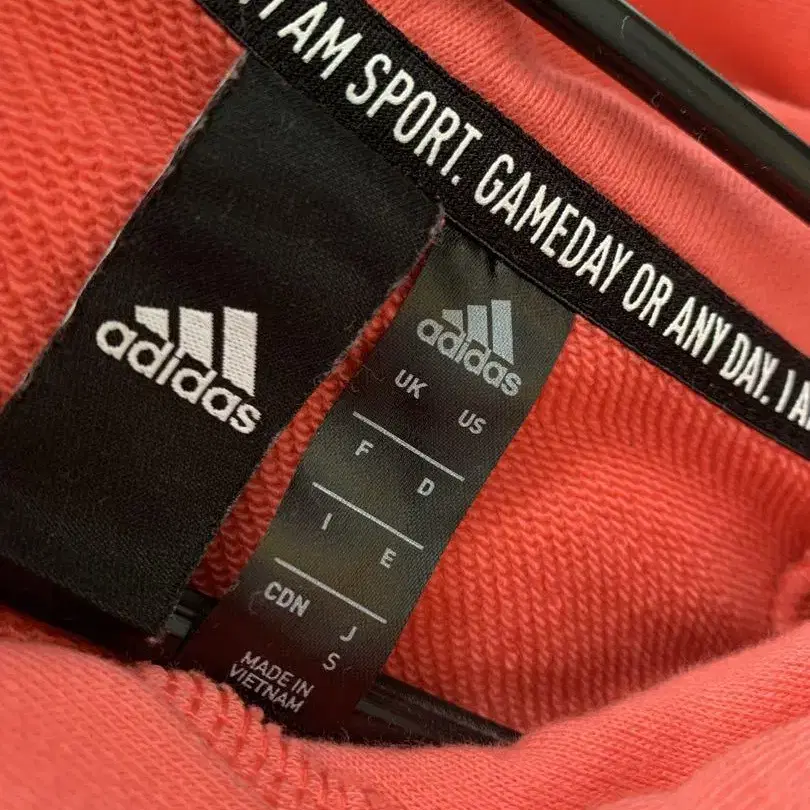 I AM SPORT. GAMEDAY OR ANY DAY. I
adidas
adidas
UK US
F D
I E
CDN J
S
MADE IN
VIETNAM